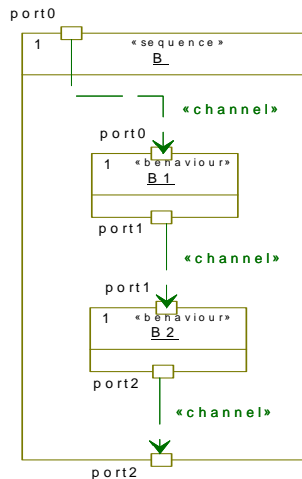 port0
1 «sequence»
B
«channel»
port0
1 «behaviour»
B1
port1
«channel»
port1
1 «behaviour»
B2
port2
«channel»
port2